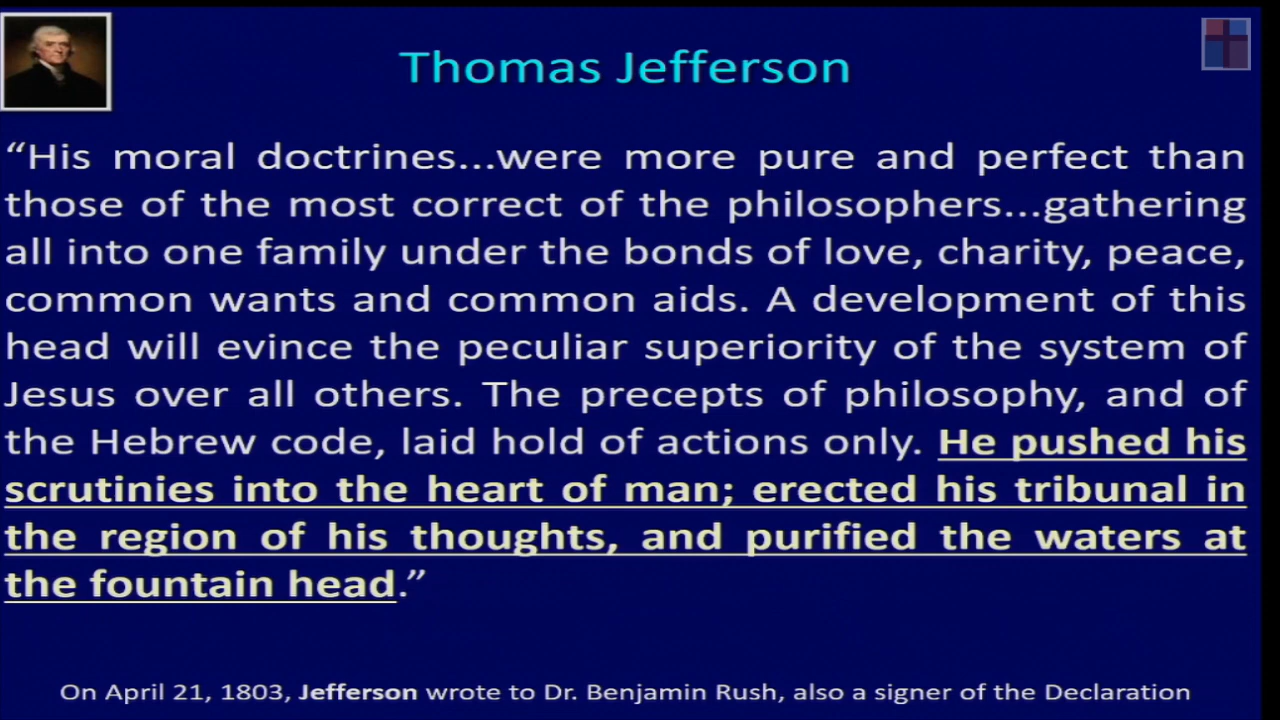 Thomas Jefferson
“His moral doctrines...were more pure and perfect than
those of the most correct of the philosophers...gathering
all into one family under the bonds of love, charity, peace,
common wants and common aids. A development of this
head will evince the peculiar superiority of the system of
Jesus over all others. The precepts of philosophy, and of
the Hebrew code, laid hold of actions only. He pushed his
scrutinies into the heart of man; erected his tribunal in
the region of his thoughts, and purified the waters at
the fountain head.”
On April 21, 1803, Jefferson wrote to Dr. Benjamin Rush, also a signer of the Declaration